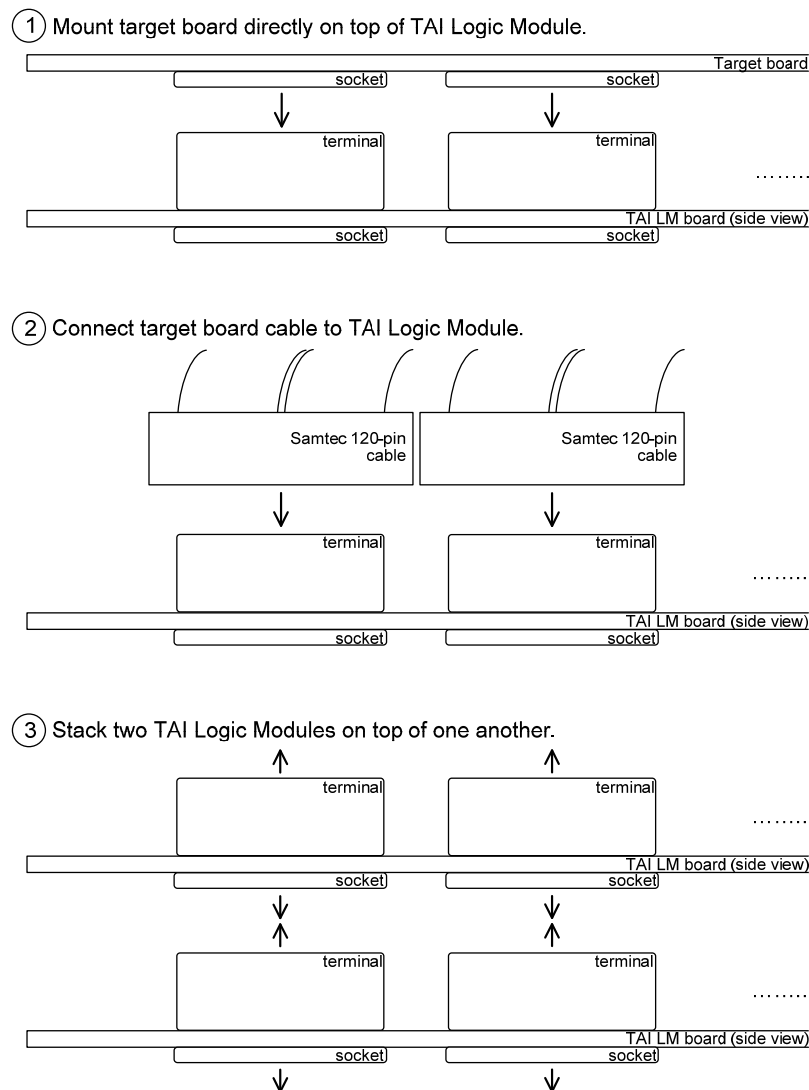 1 Mount target board directly on top of TAI Logic Module.
Target board
socket socket
terminal terminal
........
TAI LM board (side view)
socket socket
2 Connect target board cable to TAI Logic Module.
Samtec 120-pin Samtec 120-pin
cable cable
terminal terminal
........
TAI LM board (side view)
socket socket
3 Stack two TAI Logic Modules on top of one another.
terminal terminal
........
TAI LM board (side view)
socket socket
terminal terminal
........
TAI LM board (side view)
socket socket